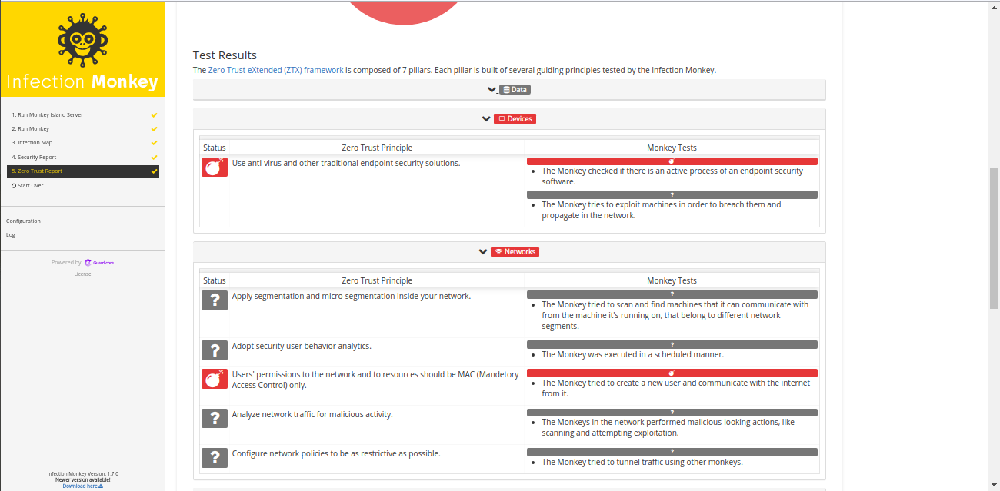 Infection Monkey
1. Run Monkey Island Server
2. Run Monkey
3. Infection Map
4. Security Report
5. Zero Trust Report
Start Over
Configuration
Log
Powered by Guardicore
License
Infection Monkey Version: 1.7.0
Newer version available!
Download here
Test Results
The Zero Trust eXtended (ZTX) framework is composed of 7 pillars. Each pillar is built of several guiding principles tested by the Infection Monkey.
Data
Devices
Status Zero Trust Principle Monkey Tests
Use anti-virus and other traditional endpoint security solutions.
• The Monkey checked if there is an active process of an endpoint security
software.
?
• The Monkey tries to exploit machines in order to breach them and
propagate in the network.
Networks
Status Zero Trust Principle Monkey Tests
? Apply segmentation and micro-segmentation inside your network. ?
• The Monkey tried to scan and find machines that it can communicate with
from the machine it's running on, that belong to different network
segments.
? Adopt security user behavior analytics. ?
• The Monkey was executed in a scheduled manner.
Users' permissions to the network and to resources should be MAC (Mandetory
Access Control) only.
• The Monkey tried to create a new user and communicate with the internet
from it.
? Analyze network traffic for malicious activity. ?
• The Monkeys in the network performed malicious-looking actions, like
scanning and attempting exploitation.
? Configure network policies to be as restrictive as possible. ?
• The Monkey tried to tunnel traffic using other monkeys.